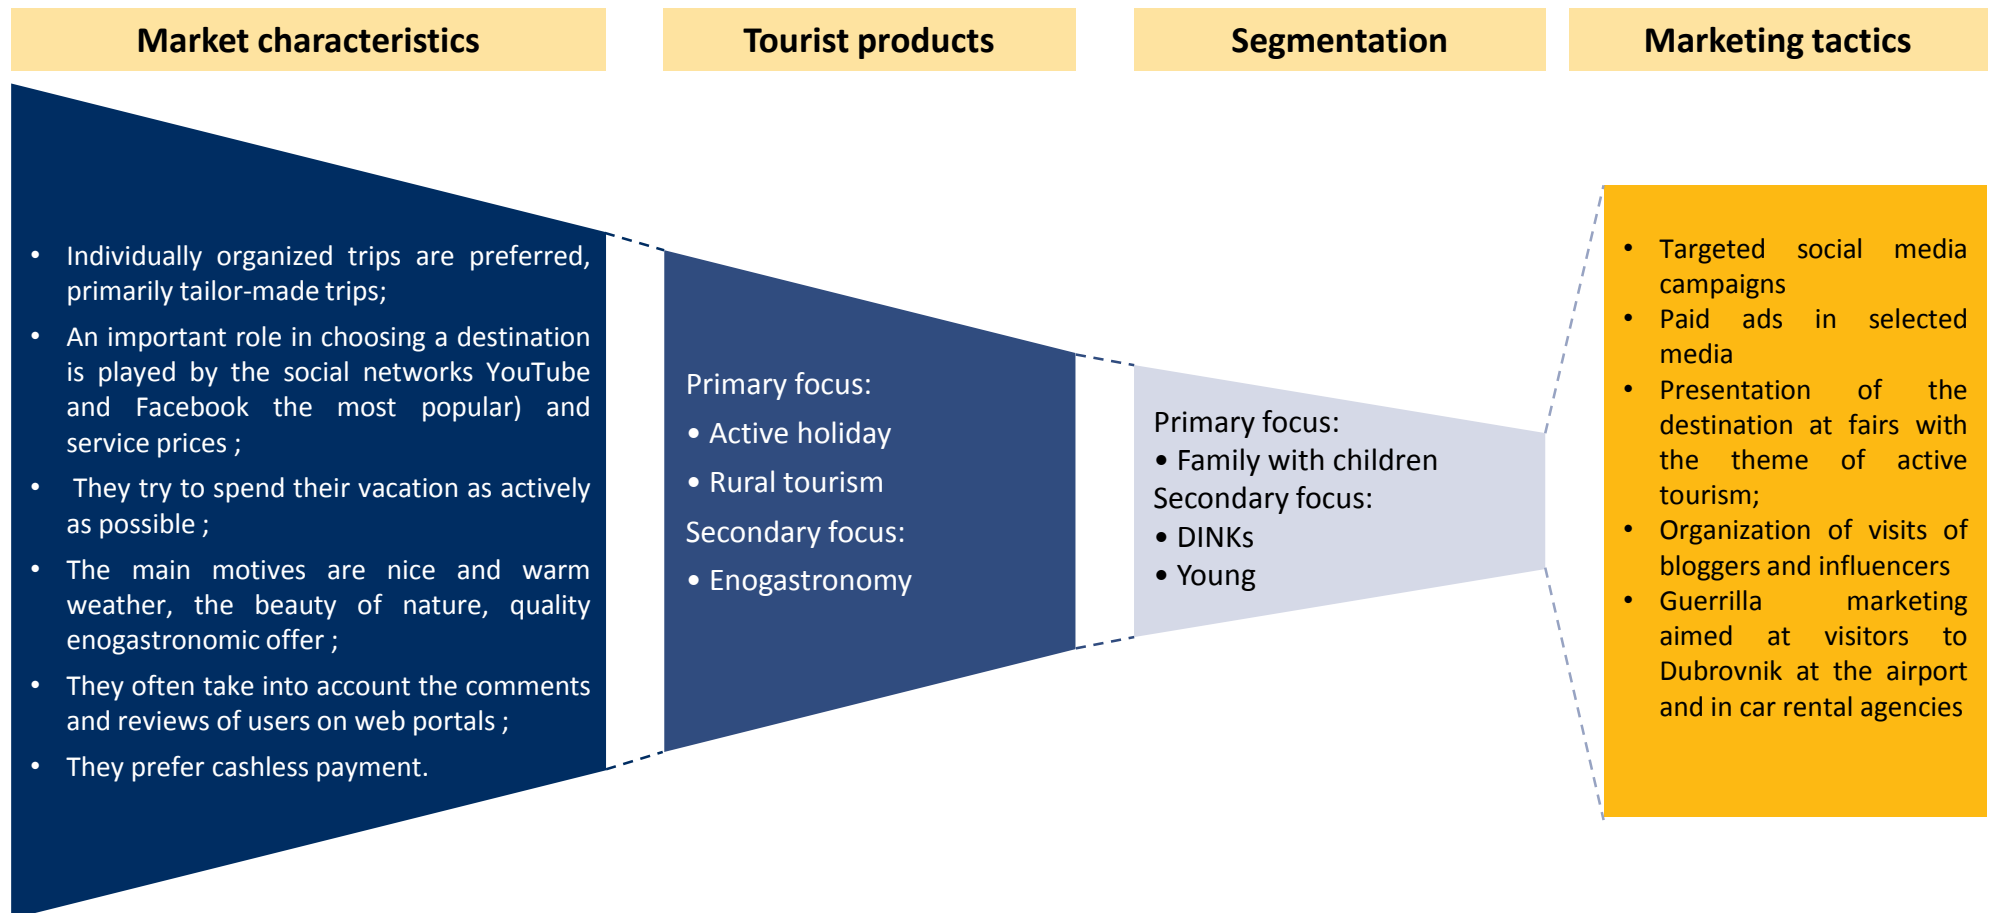 Market characteristics
Tourist products
Segmentation
Marketing tactics
• Individually organized trips are preferred,
primarily tailor-made trips;
• An important role in choosing a destination
is played by the social networks YouTube
and Facebook the most popular) and
service prices ;
• They try to spend their vacation as actively
as possible ;
• The main motives are nice and warm
weather, the beauty of nature, quality
enogastronomic offer ;
• They often take into account the comments
and reviews of users on web portals ;
• They prefer cashless payment.
Primary focus:
• Active holiday
• Rural tourism
Secondary focus:
• Enogastronomy
Primary focus:
• Family with children
Secondary focus:
• DINKs
• Young
• Targeted social media
campaigns
• Paid ads in selected
media
• Presentation of the
destination at fairs with
the theme of active
tourism;
• Organization of visits of
bloggers and influencers
• Guerrilla marketing
aimed at visitors to
Dubrovnik at the airport
and in car rental agencies